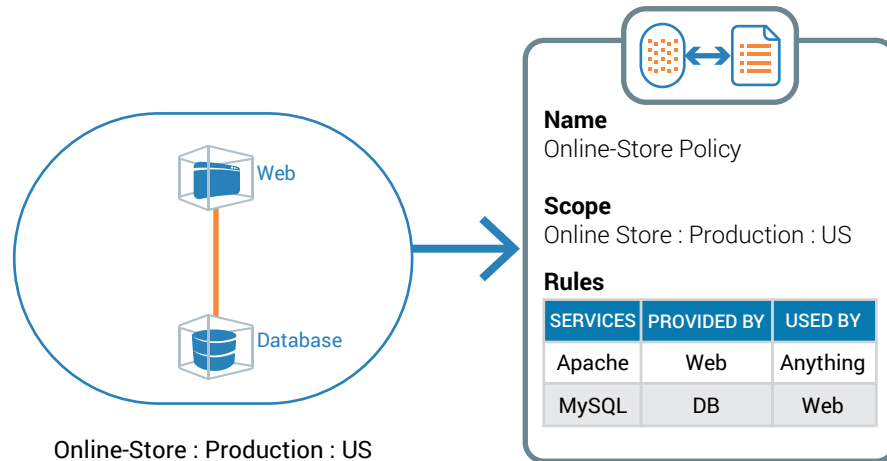 Web
Database
Online-Store : Production : US
Name
Online-Store Policy
Scope
Online Store : Production : US
Rules
SERVICES PROVIDED BY USED BY
Apache Web Anything
MySQL DB Web